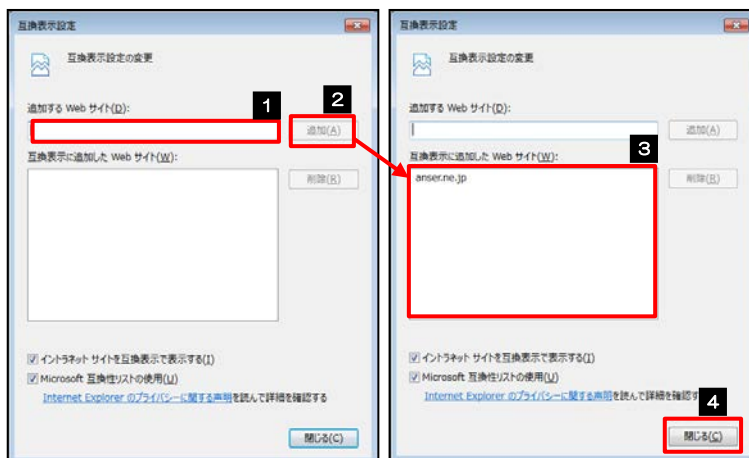 互換表示設定
互換表示設定の変更
追加する Web サイト(D):
1
2
追加(A)
互換表示に追加した Web サイト(W):
削除(R)
イントラネット サイトを互換表示で表示する(I)
Microsoft 互換性リストの使用(U)
Internet Explorer のプライバシーに関する声明を読んで詳細を確認する
閉じる(C)
互換表示設定
互換表示設定の変更
追加する Web サイト(D):
追加(A)
互換表示に追加した Web サイト(W):
3
anser.ne.jp
削除(R)
イントラネット サイトを互換表示で表示する(I)
Microsoft 互換性リストの使用(U)
Internet Explorer のプライバシーに関する声明を読んで詳細を確認す
4
閉じる(C)